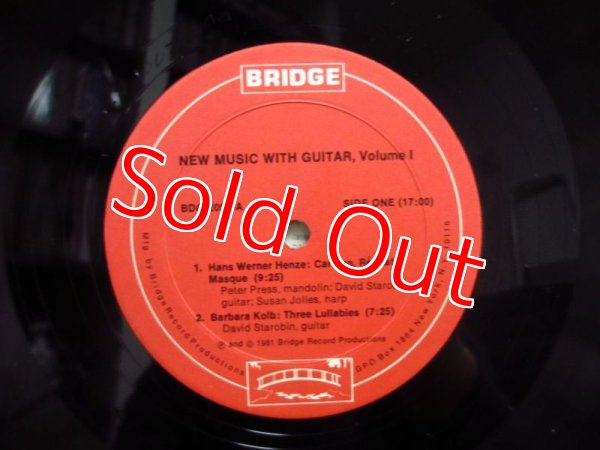 BRIDGE
NEW MUSIC WITH GUITAR, Volume I
SIDE ONE (17:00)
Sold Out
1. Hans Werner Henze:
Masque (9:25)
Peter Press, mandolin; David
guitar; Susan Jolles, harp
2. Barbara Kolb: Three Lullabies (7:25)
David Starobin, guitar
℗ and © 1981 Bridge Record Productions
Mfg by Bridge Record Productions
GPO Box 1864 New York, N.Y. 10116